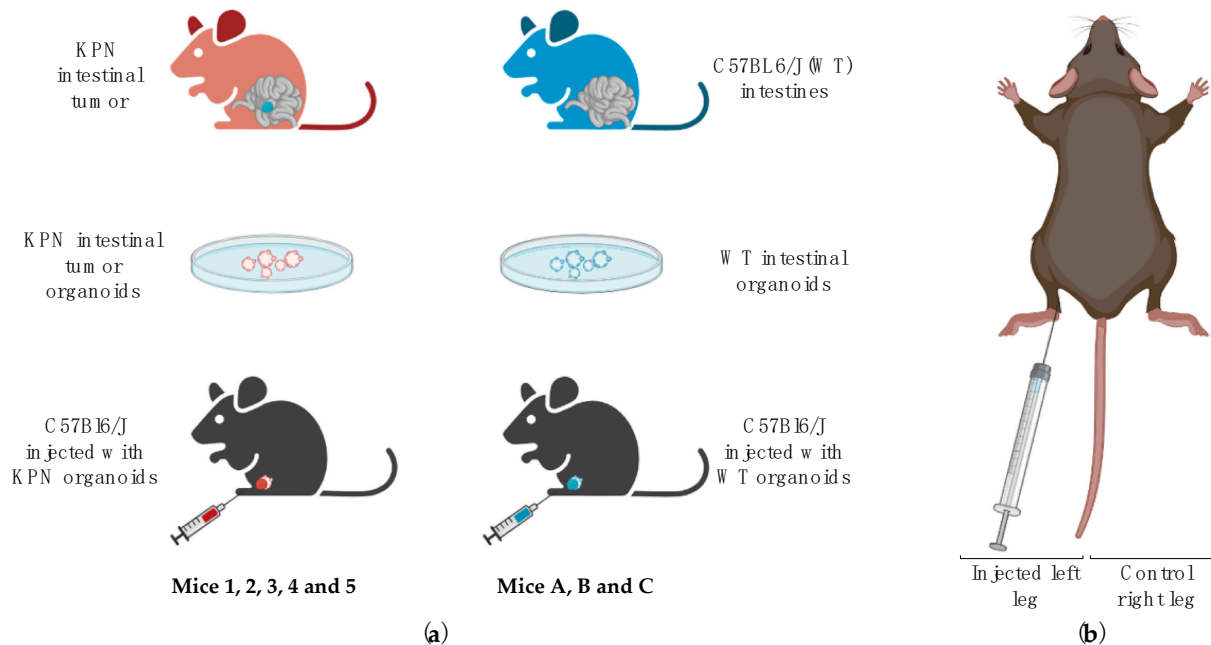 KPN
intestinal
tumor
C57BL6/J (WT)
intestines
KPN intestinal
tumor
organoids
WT intestinal
organoids
C57Bl6/J
injected with
KPN organoids
C57Bl6/J
injected with
WT organoids
Mice 1, 2, 3, 4 and 5
Mice A, B and C
(a)
Injected left
leg
Control
right leg
(b)